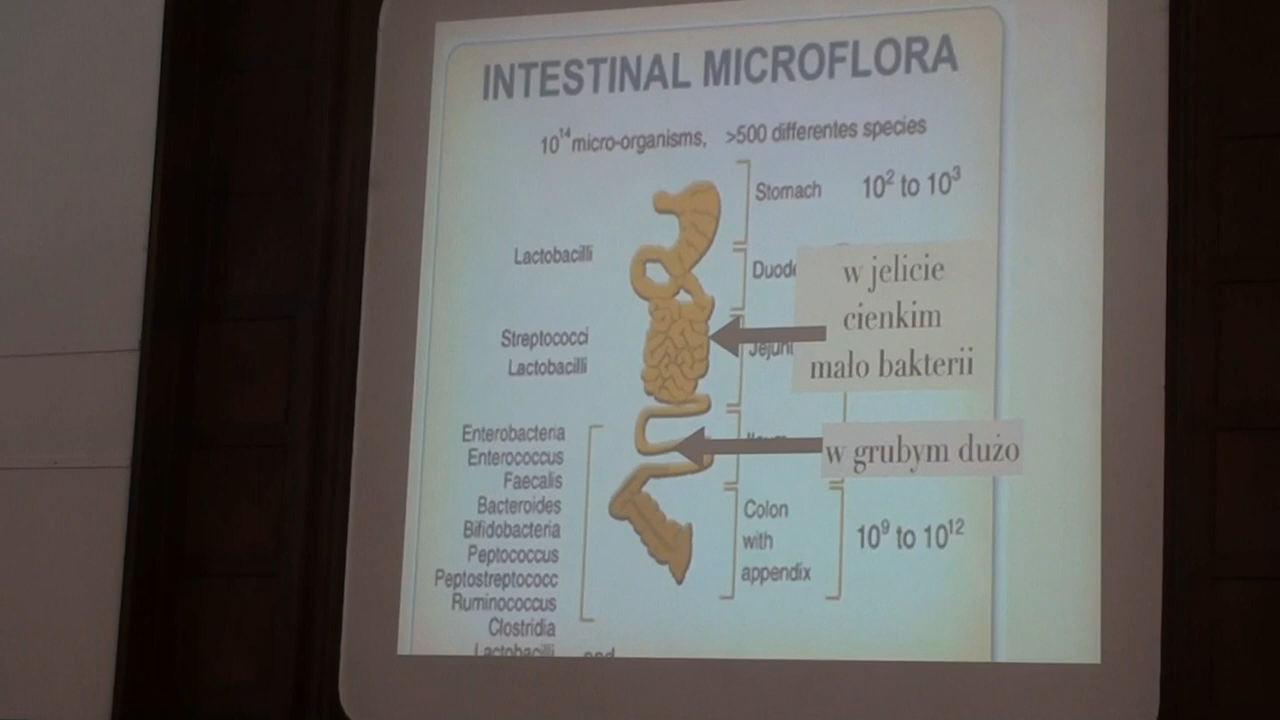 INTESTINAL MICROFLORA
10¹⁴ micro-organisms, >500 differentes species
Stomach 10² to 10³
Lactobacilli
Duode
w jelicie
cienkim
mało bakterii
Streptococci
Lactobacilli
Jejun
w grubym dużo
Enterobacteria
Enterococcus
Faecalis
Bacteroides
Bifidobacteria
Peptococcus
Peptostreptococc
Ruminococcus
Clostridia
Lactobacilli and
Colon
with
appendix
10⁹ to 10¹²